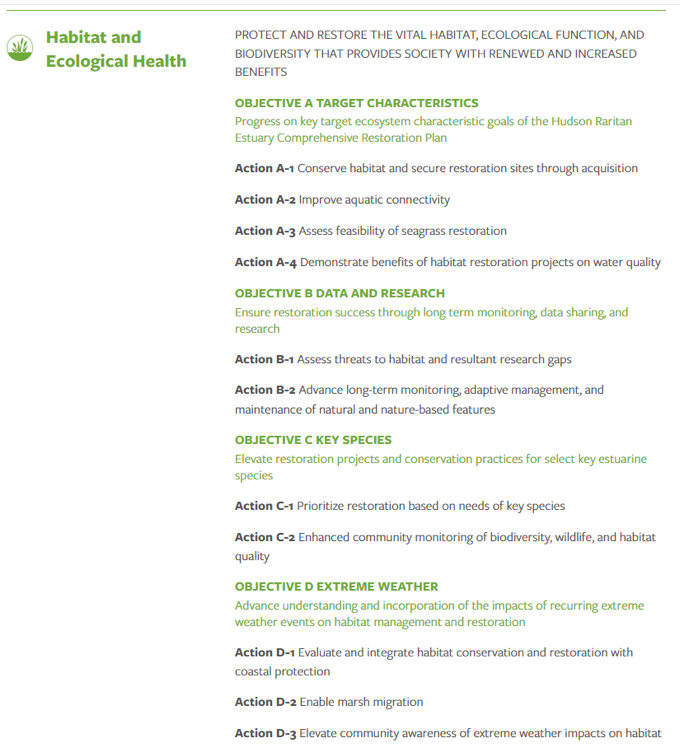 Habitat and
Ecological Health
PROTECT AND RESTORE THE VITAL HABITAT, ECOLOGICAL FUNCTION, AND
BIODIVERSITY THAT PROVIDES SOCIETY WITH RENEWED AND INCREASED
BENEFITS
OBJECTIVE A TARGET CHARACTERISTICS
Progress on key target ecosystem characteristic goals of the Hudson Raritan
Estuary Comprehensive Restoration Plan
Action A-1 Conserve habitat and secure restoration sites through acquisition
Action A-2 Improve aquatic connectivity
Action A-3 Assess feasibility of seagrass restoration
Action A-4 Demonstrate benefits of habitat restoration projects on water quality
OBJECTIVE B DATA AND RESEARCH
Ensure restoration success through long term monitoring, data sharing, and
research
Action B-1 Assess threats to habitat and resultant research gaps
Action B-2 Advance long-term monitoring, adaptive management, and
maintenance of natural and nature-based features
OBJECTIVE C KEY SPECIES
Elevate restoration projects and conservation practices for select key estuarine
species
Action C-1 Prioritize restoration based on needs of key species
Action C-2 Enhanced community monitoring of biodiversity, wildlife, and habitat
quality
OBJECTIVE D EXTREME WEATHER
Advance understanding and incorporation of the impacts of recurring extreme
weather events on habitat management and restoration
Action D-1 Evaluate and integrate habitat conservation and restoration with
coastal protection
Action D-2 Enable marsh migration
Action D-3 Elevate community awareness of extreme weather impacts on habitat